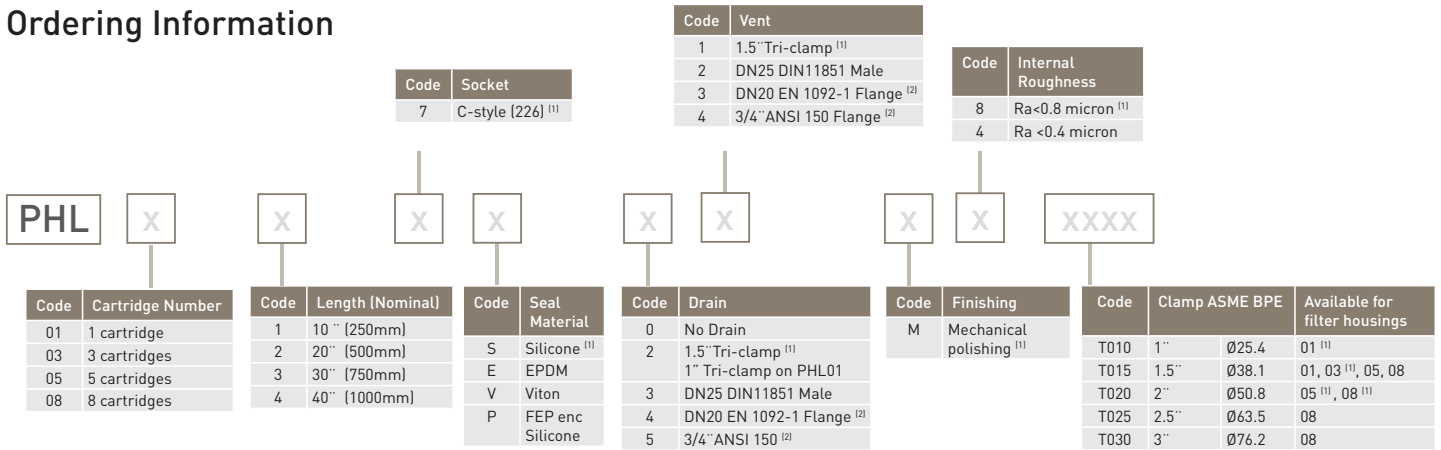 Ordering Information
Code Socket
7 C-style (226) (1)
Code Vent
1 1.5¨Tri-clamp (1)
2 DN25 DIN11851 Male
3 DN20 EN 1092-1 Flange (2)
4 3/4¨ANSI 150 Flange (2)
Code Internal
Roughness
8 Ra<0.8 micron (1)
4 Ra <0.4 micron
PHL X X X X X X X X XXXX
Code Cartridge Number
01 1 cartridge
03 3 cartridges
05 5 cartridges
08 8 cartridges
Code Length (Nominal)
1 10 ¨ (250mm)
2 20¨ (500mm)
3 30¨ (750mm)
4 40¨ (1000mm)
Code Seal
Material
S Silicone (1)
E EPDM
V Viton
P FEP enc
Silicone
Code Drain
0 No Drain
2 1.5¨Tri-clamp (1)
1" Tri-clamp on PHL01
3 DN25 DIN11851 Male
4 DN20 EN 1092-1 Flange (2)
5 3/4¨ANSI 150 (2)
Code Finishing
M Mechanical
polishing (1)
Code Clamp ASME BPE Available for
filter housings
T010 1¨ Ø25.4 01 (1)
T015 1.5¨ Ø38.1 01, 03 (1), 05, 08
T020 2¨ Ø50.8 05 (1) , 08 (1)
T025 2.5¨ Ø63.5 08
T030 3¨ Ø76.2 08